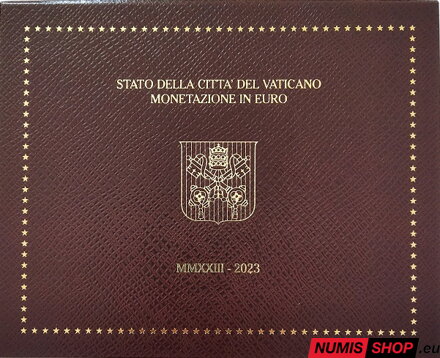 STATO DELLA CITTA' DEL VATICANO
MONETAZIONE IN EURO
MMXXIII - 2023
NUMIS SHOP.eu